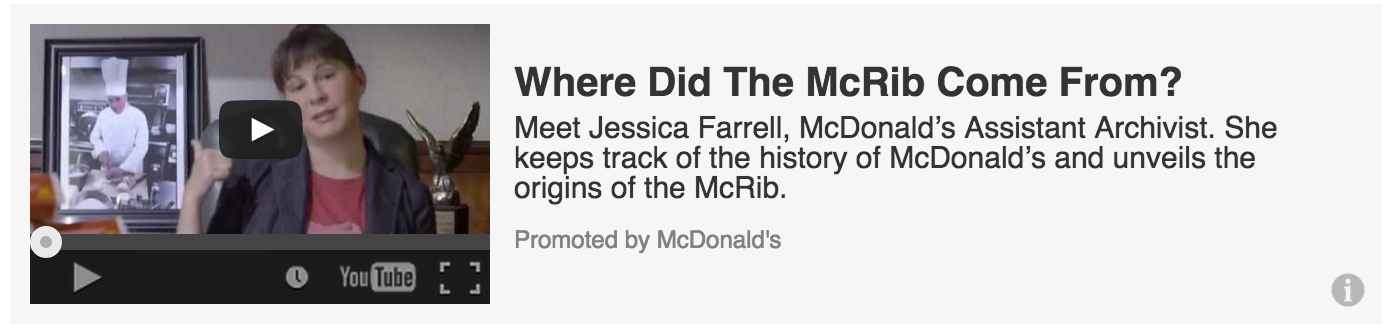 Where Did The McRib Come From?
Meet Jessica Farrell, McDonald’s Assistant Archivist. She
keeps track of the history of McDonald’s and unveils the
origins of the McRib.
Promoted by McDonald's
YouTube
i